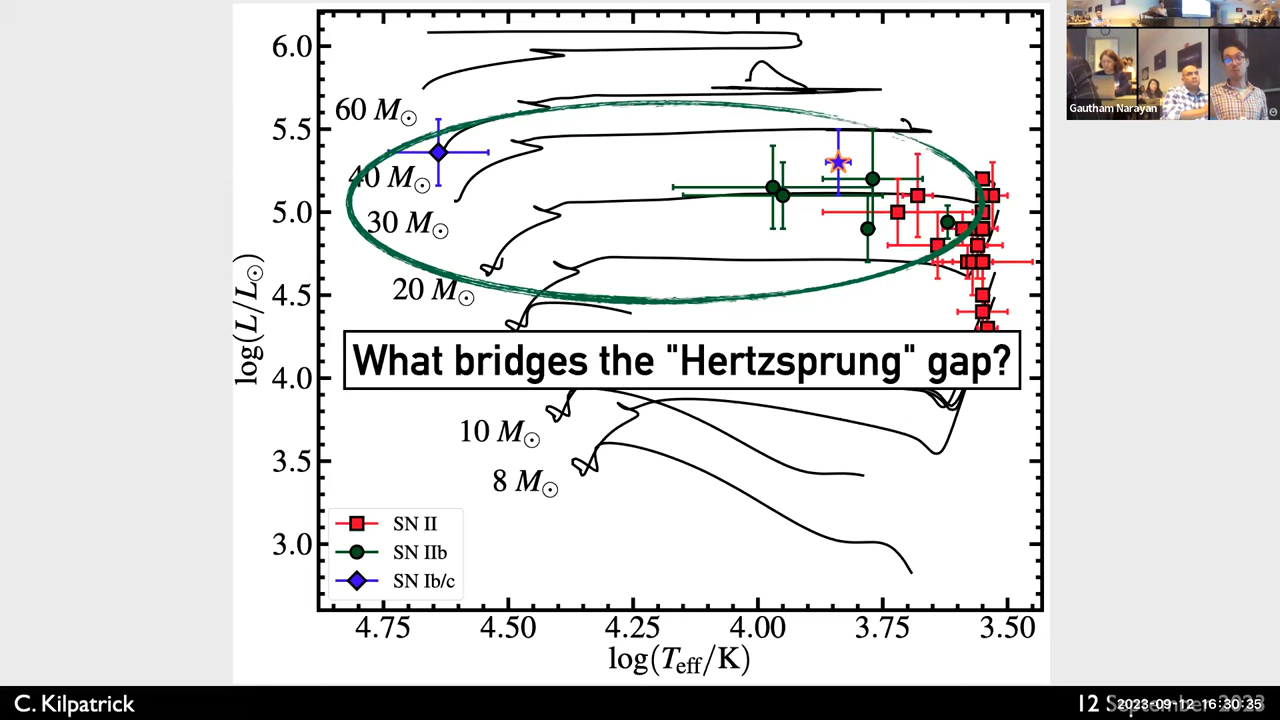 6.0
5.5
5.0
4.5
4.0
3.5
3.0
log(L/L☉)
60 M☉
40 M☉
30 M☉
20 M☉
What bridges the "Hertzsprung" gap?
10 M☉
8 M☉
SN II
SN IIb
SN Ib/c
4.75 4.50 4.25 4.00 3.75 3.50
log(Teff/K)
Gautham Narayan
C. Kilpatrick
12 September 2023
2023-09-12 16:30:35